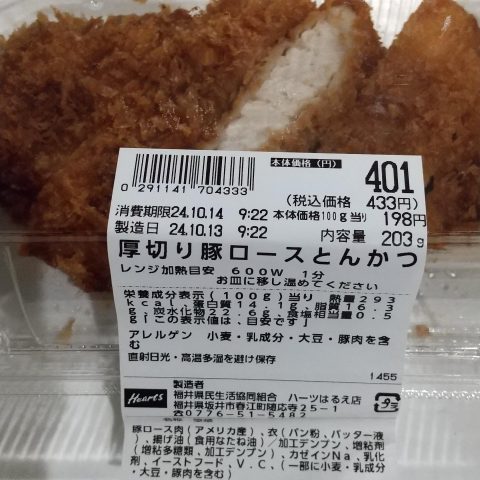 本体価格(円) 401
0 291141 704333
(税込価格 433円)
消費期限24.10.14 9:22 本体価格100g当り 198円
製造日 24.10.13 9:22 内容量 203g
厚切り豚ロースとんかつ
レンジ加熱目安 600W 1分
お皿に移し温めてください
栄養成分表示(100g)当り 熱量293
kcal、蛋白質14.1g、脂質16.3
g、炭水化物22.6g、食塩相当量0.5
g(この表示値は、目安です)
アレルゲン 小麦・乳成分・大豆・豚肉を含
む
直射日光・高温多湿を避け保存
1455
製造者
Hearts 福井県民生活協同組合 ハーツはるえ店
福井県坂井市春江町随応寺25-1
☎0776-51-5482
プラ
豚ロース肉(アメリカ産)、衣(パン粉、バッター液
)、揚げ油(食用なたね油)/加工デンプン、増粘剤
(増粘多糖類、加工デンプン)、カゼインNa、乳化
剤、イーストフード、V.C、(一部に小麦・乳成分
・大豆・豚肉を含む)